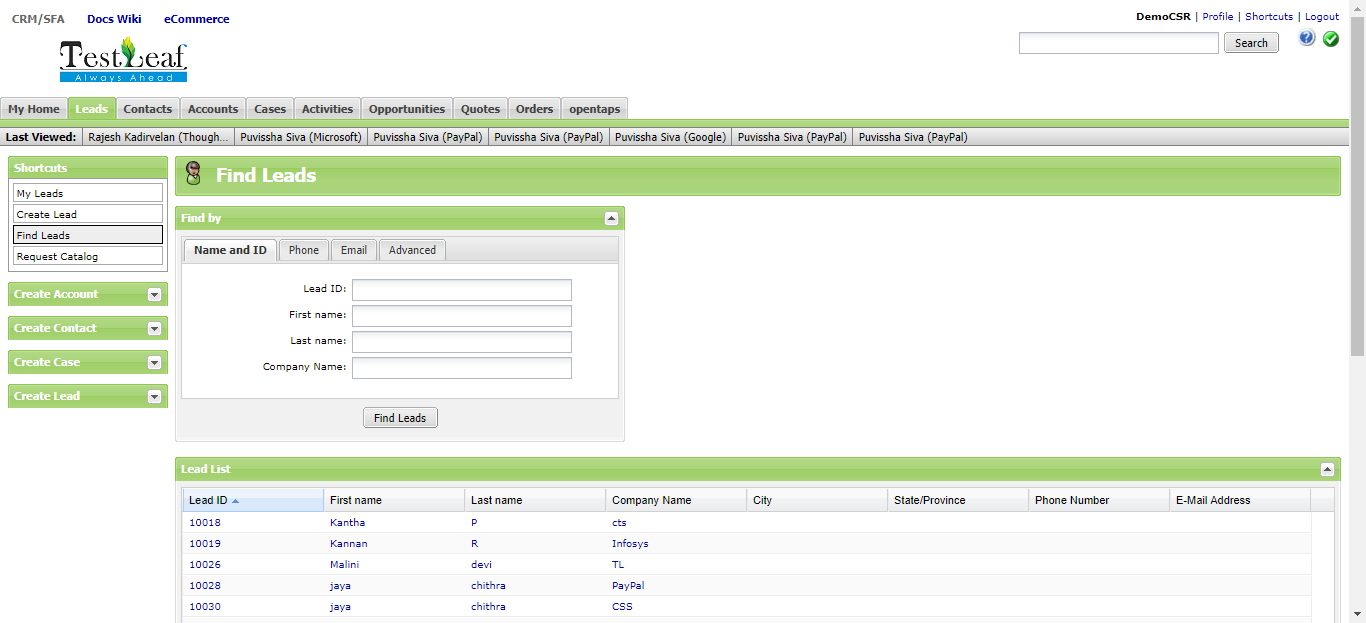 CRM/SFA Docs Wiki eCommerce
DemoCSR | Profile | Shortcuts | Logout
TestLeaf
Always Ahead
Search
My Home Leads Contacts Accounts Cases Activities Opportunities Quotes Orders opentaps
Last Viewed: Rajesh Kadirvelan (Though... Puvissha Siva (Microsoft) Puvissha Siva (PayPal) Puvissha Siva (PayPal) Puvissha Siva (Google) Puvissha Siva (PayPal) Puvissha Siva (PayPal)
Shortcuts
My Leads
Create Lead
Find Leads
Request Catalog
Create Account
Create Contact
Create Case
Create Lead
Find Leads
Find by
Name and ID Phone Email Advanced
Lead ID:
First name:
Last name:
Company Name:
Find Leads
Lead List
Lead ID First name Last name Company Name City State/Province Phone Number E-Mail Address
10018 Kantha P cts
10019 Kannan R Infosys
10026 Malini devi TL
10028 jaya chithra PayPal
10030 jaya chithra CSS